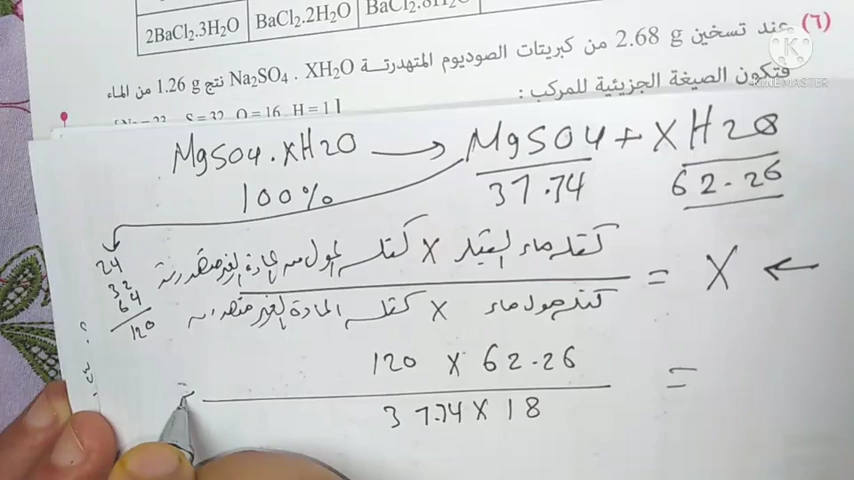 2BaCl₂.3H₂O BaCl₂.2H₂O
(٦) عند تسخين 2.68 g من كبريتات الصوديوم المتهدرتة Na₂SO₄ . XH₂O نتج 1.26 g من الماء
فتكون الصيغة الجزيئية للمركب :
S=32, O=16, H=1]
KINEMASTER
MgSO4.XH2O → MgSO4 + XH2O
100% 37.74 62.26
X = كتلة ماء التبلر X كتلة المول من المادة الغير متهدرتة
كتلة مول ماء X كتلة المادة الغير متهدرتة
24
32
64
120
= 120 X 62.26
37.74 X 18